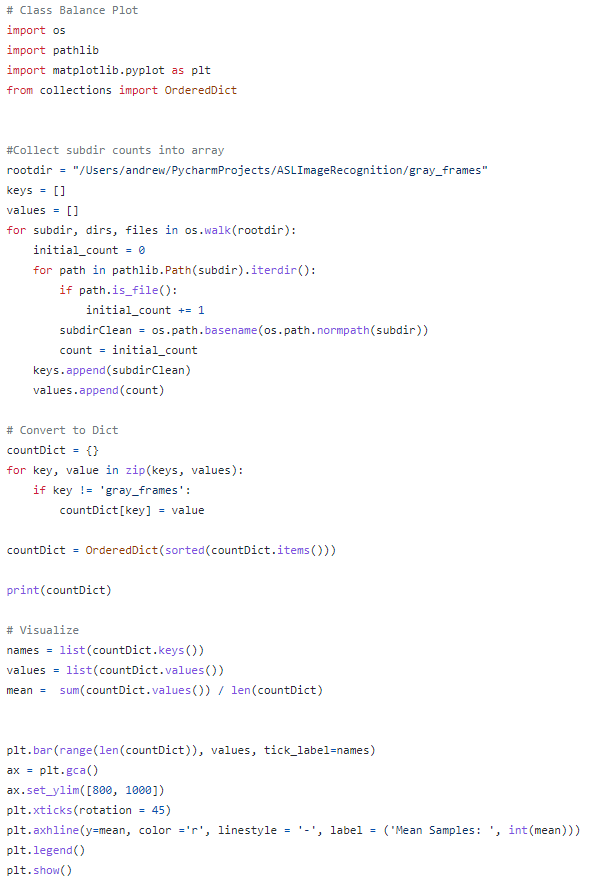 # Class Balance Plot
import os
import pathlib
import matplotlib.pyplot as plt
from collections import OrderedDict
#Collect subdir counts into array
rootdir = "/Users/andrew/PycharmProjects/ASLImageRecognition/gray_frames"
keys = []
values = []
for subdir, dirs, files in os.walk(rootdir):
    initial_count = 0
    for path in pathlib.Path(subdir).iterdir():
        if path.is_file():
            initial_count += 1
        subdirClean = os.path.basename(os.path.normpath(subdir))
        count = initial_count
    keys.append(subdirClean)
    values.append(count)
# Convert to Dict
countDict = {}
for key, value in zip(keys, values):
    if key != 'gray_frames':
        countDict[key] = value
countDict = OrderedDict(sorted(countDict.items()))
print(countDict)
# Visualize
names = list(countDict.keys())
values = list(countDict.values())
mean =  sum(countDict.values()) / len(countDict)
plt.bar(range(len(countDict)), values, tick_label=names)
ax = plt.gca()
ax.set_ylim([800, 1000])
plt.xticks(rotation = 45)
plt.axhline(y=mean, color ='r', linestyle = '-', label = ('Mean Samples: ', int(mean)))
plt.legend()
plt.show()